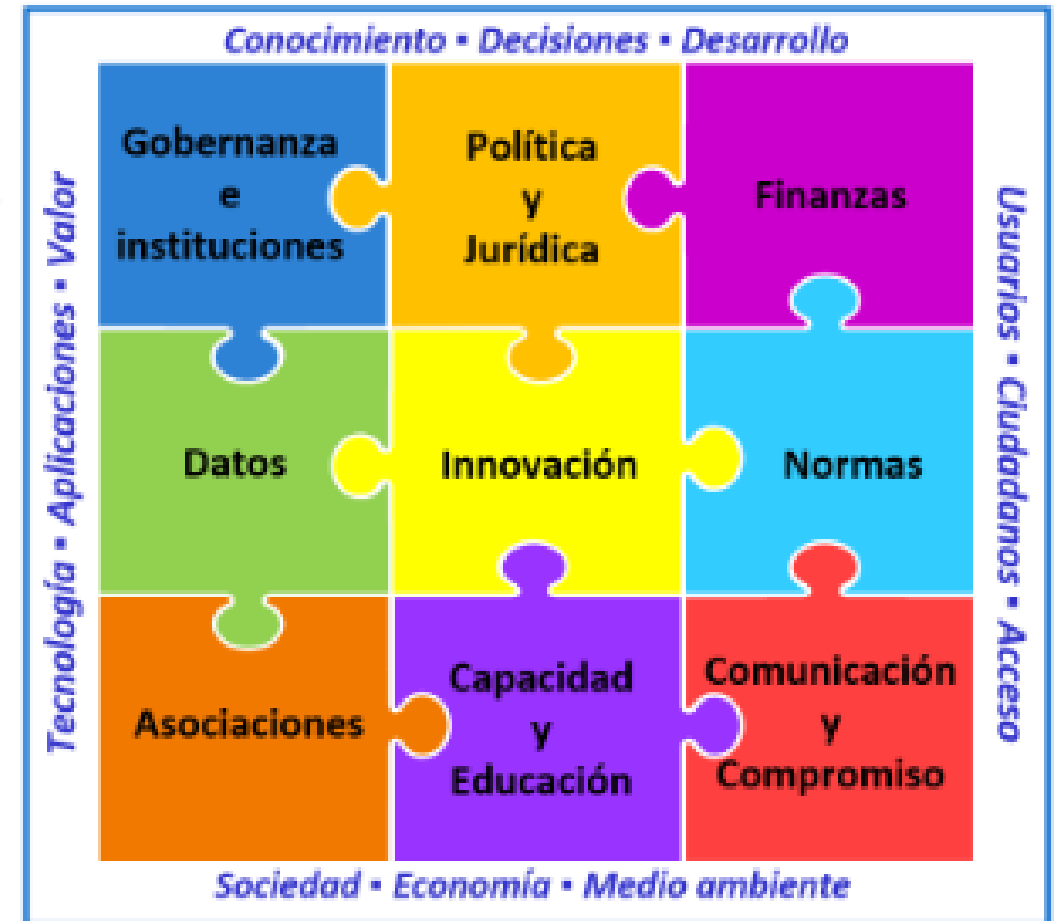 Conocimiento ▪ Decisiones ▪ Desarrollo
Tecnología ▪ Aplicaciones ▪ Valor
Gobernanza
e
instituciones
Política
y
Jurídica
Finanzas
Datos
Innovación
Normas
Asociaciones
Capacidad
y
Educación
Comunicación
y
Compromiso
Usuarios ▪ Ciudadanos ▪ Acceso
Sociedad ▪ Economía ▪ Medio ambiente